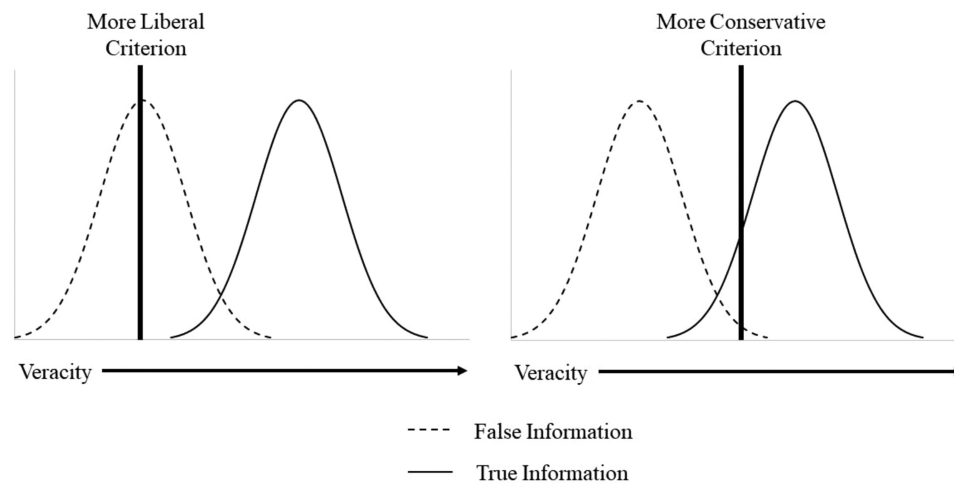 More Liberal
Criterion
More Conservative
Criterion
Veracity
Veracity
False Information
True Information